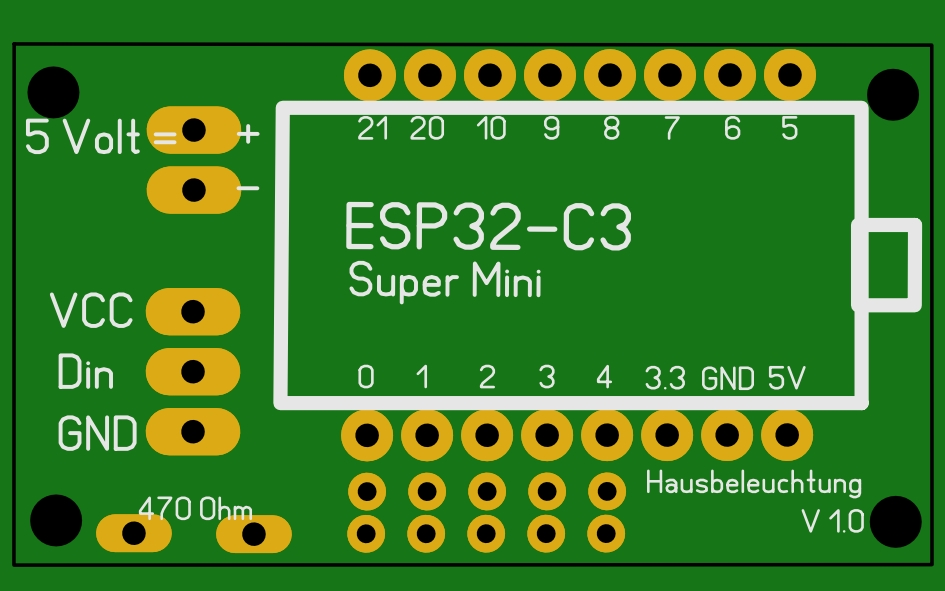 21 20 10 9 8 7 6 5
5 Volt = +
−
ESP32-C3
Super Mini
VCC
Din
GND
0 1 2 3 4 3.3 GND 5V
470 Ohm
Hausbeleuchtung
V 1.0